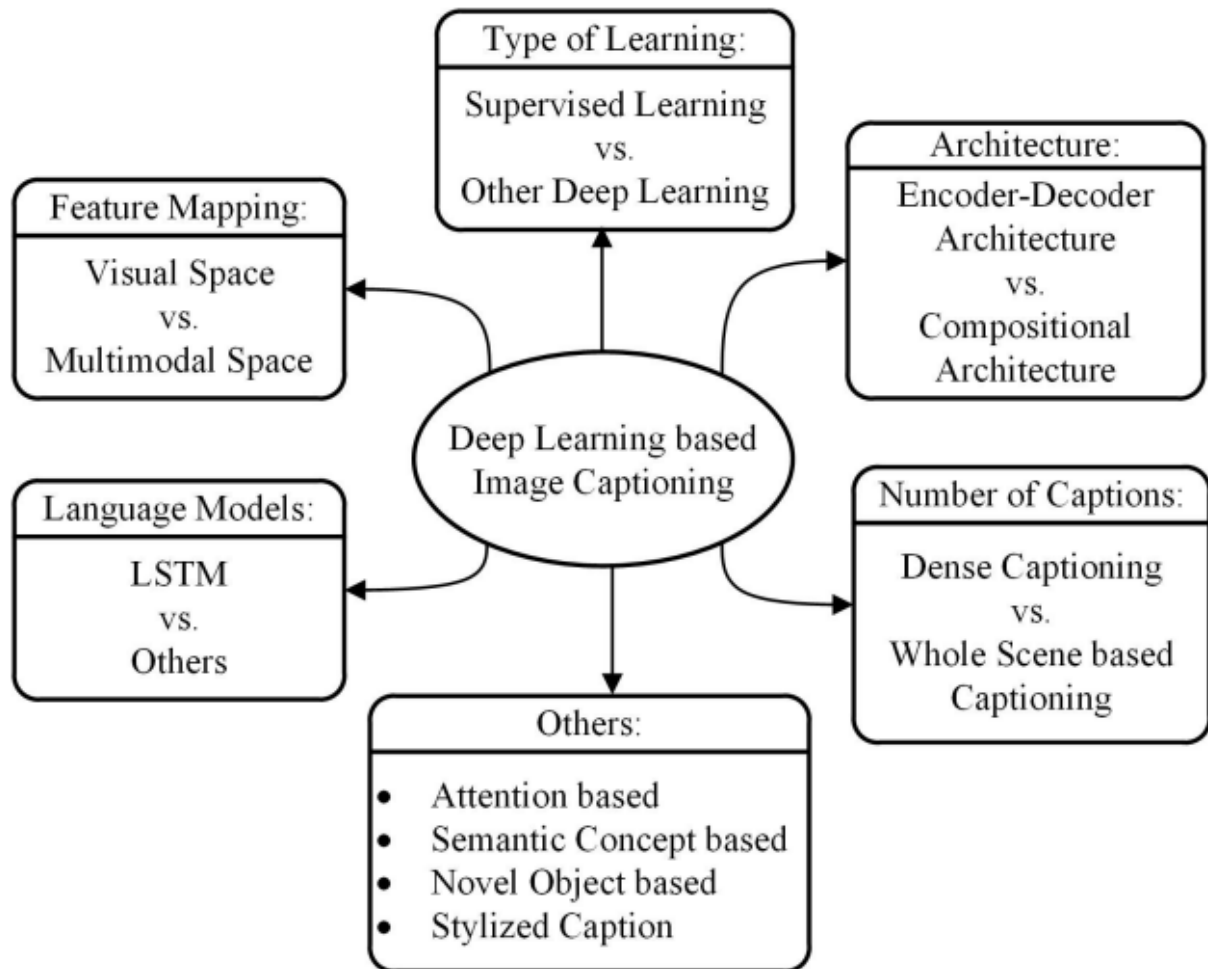 Type of Learning:
Supervised Learning
vs.
Other Deep Learning
Architecture:
Encoder-Decoder
Architecture
vs.
Compositional
Architecture
Feature Mapping:
Visual Space
vs.
Multimodal Space
Deep Learning based
Image Captioning
Language Models:
LSTM
vs.
Others
Number of Captions:
Dense Captioning
vs.
Whole Scene based
Captioning
Others:
• Attention based
• Semantic Concept based
• Novel Object based
• Stylized Caption